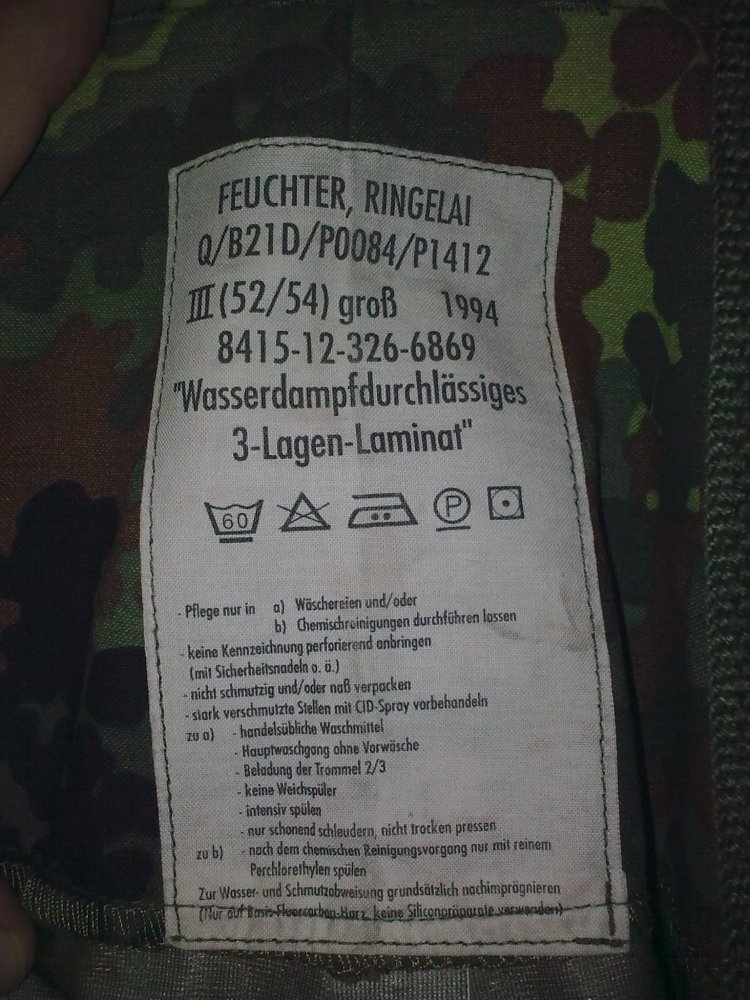 FEUCHTER, RINGELAI
Q/B21D/P0084/P1412
III (52/54) groß 1994
8415-12-326-6869
"Wasserdampfdurchlässiges
3-Lagen-Laminat"
60 P
- Pflege nur in a) Wäschereien und/oder
b) Chemischreinigungen durchführen lassen
- keine Kennzeichnung perforierend anbringen
(mit Sicherheitsnadeln o. ä.)
- nicht schmutzig und/oder naß verpacken
- stark verschmutzte Stellen mit CID-Spray vorbehandeln
zu a) - handelsübliche Waschmittel
- Hauptwaschgang ohne Vorwäsche
- Beladung der Trommel 2/3
- keine Weichspüler
- intensiv spülen
- nur schonend schleudern, nicht trocken pressen
zu b) - nach dem chemischen Reinigungsvorgang nur mit reinem
Perchlorethylen spülen
Zur Wasser- und Schmutzabweisung grundsätzlich nachimprägnieren
(Nur auf Basis Fluorcarbon-Harz, keine Siliconpräparate verwenden)